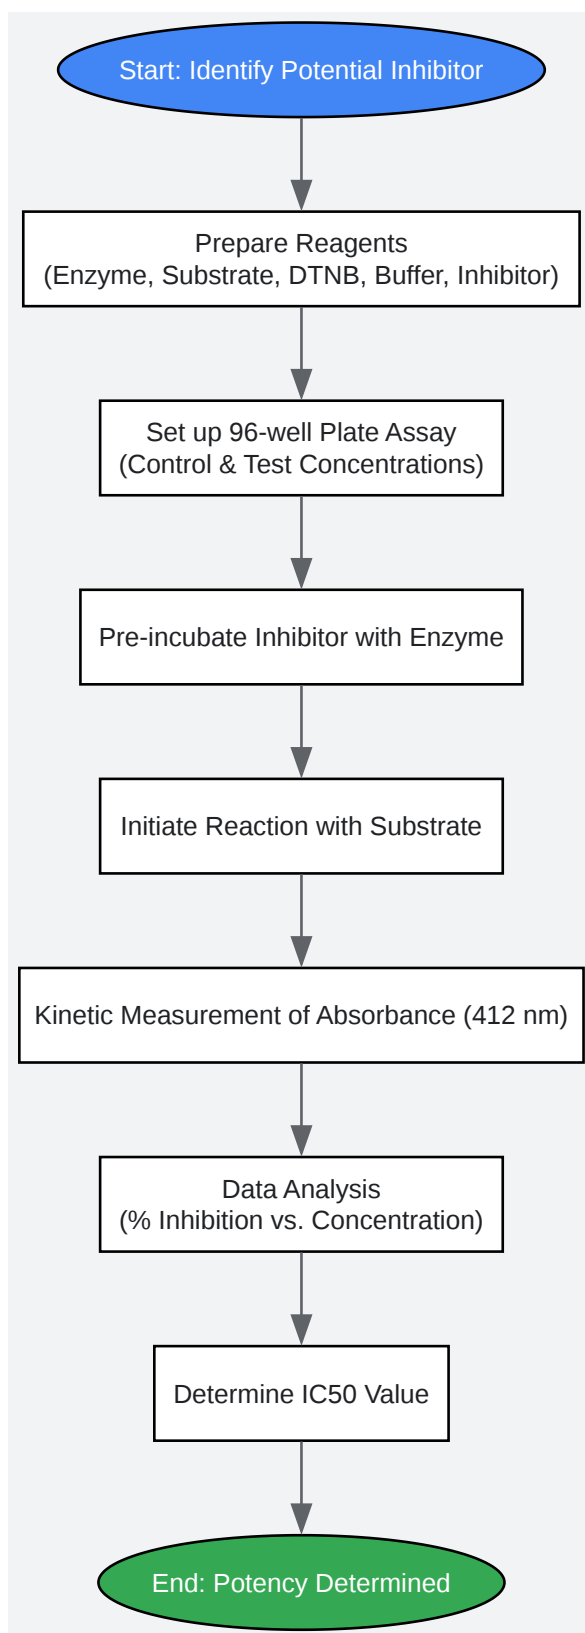 Start: Identify Potential Inhibitor
Prepare Reagents
(Enzyme, Substrate, DTNB, Buffer, Inhibitor)
Set up 96-well Plate Assay
(Control & Test Concentrations)
Pre-incubate Inhibitor with Enzyme
Initiate Reaction with Substrate
Kinetic Measurement of Absorbance (412 nm)
Data Analysis
(% Inhibition vs. Concentration)
Determine IC50 Value
End: Potency Determined